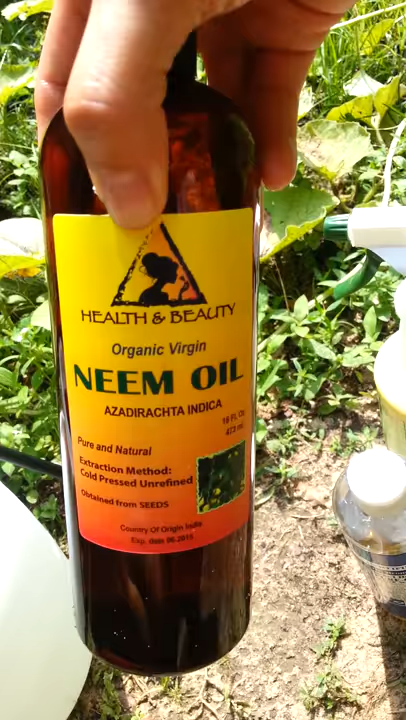 HEALTH & BEAUTY
Organic Virgin
NEEM OIL
AZADIRACHTA INDICA
16 Fl. Oz
473 ml
Pure and Natural
Extraction Method:
Cold Pressed Unrefined
Obtained from SEEDS
Country Of Origin India
Exp. date 06.2015